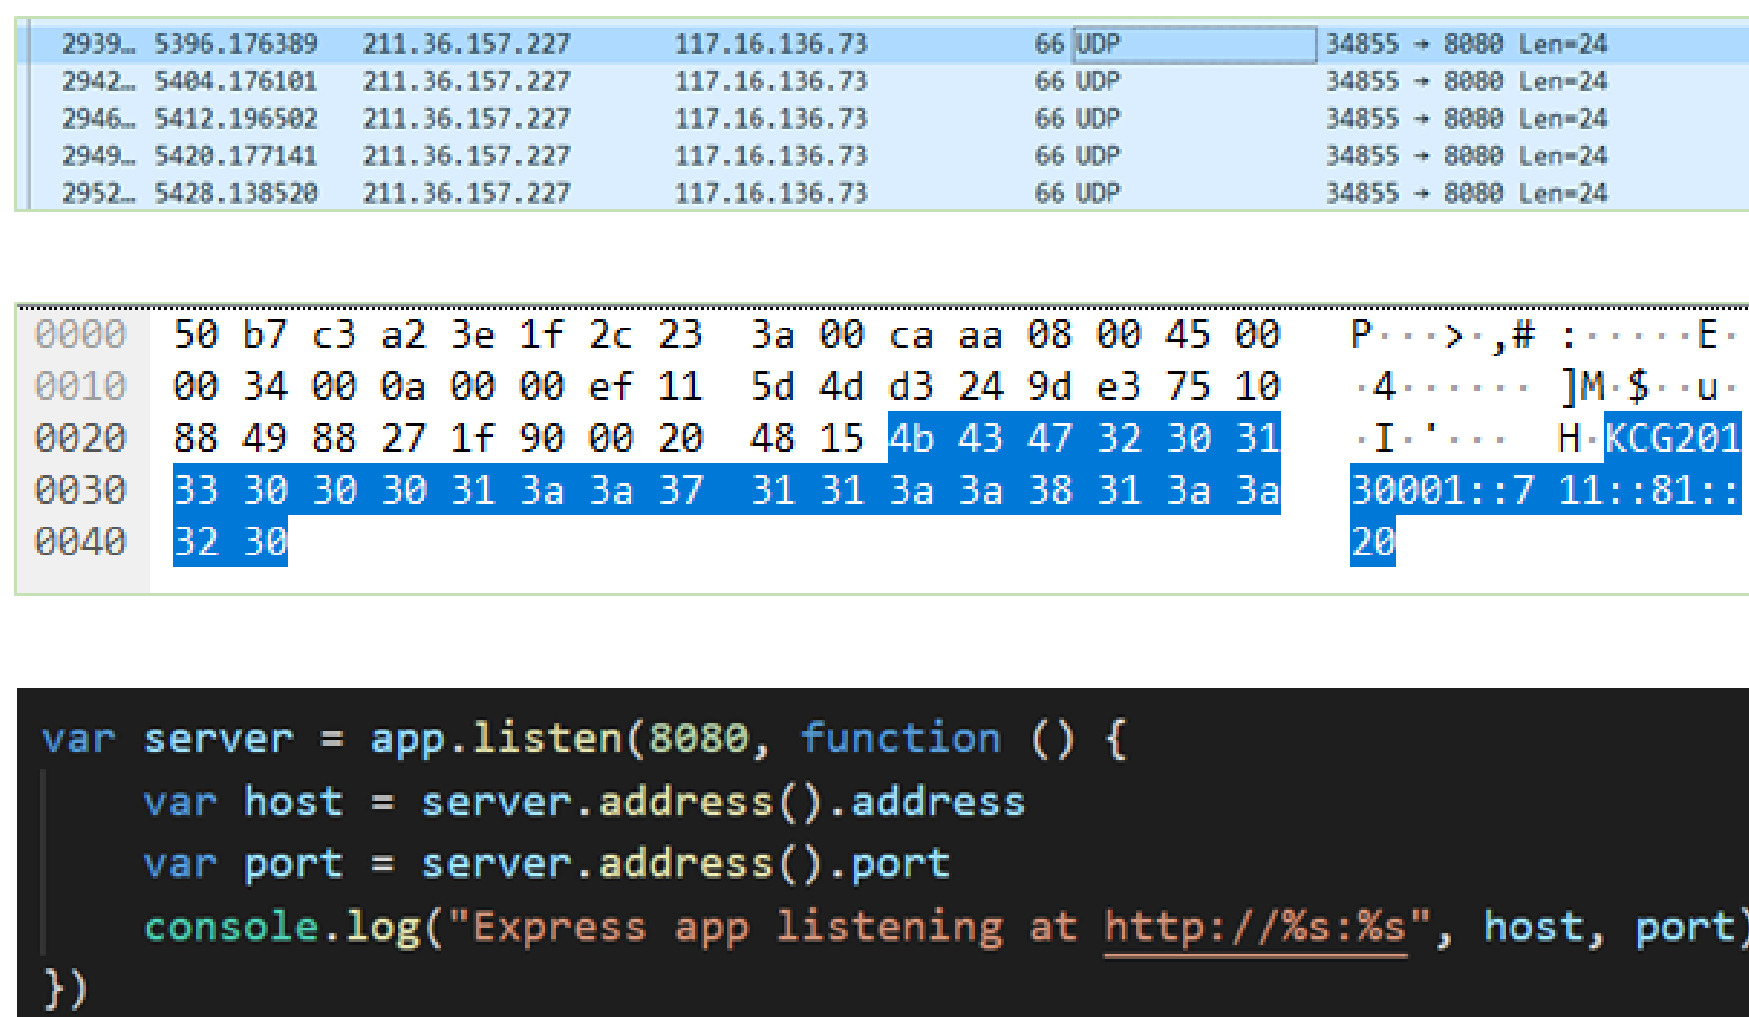 2939… 5396.176389 211.36.157.227 117.16.136.73 66 UDP 34855 → 8080 Len=24
2942… 5404.176101 211.36.157.227 117.16.136.73 66 UDP 34855 → 8080 Len=24
2946… 5412.196502 211.36.157.227 117.16.136.73 66 UDP 34855 → 8080 Len=24
2949… 5420.177141 211.36.157.227 117.16.136.73 66 UDP 34855 → 8080 Len=24
2952… 5428.138520 211.36.157.227 117.16.136.73 66 UDP 34855 → 8080 Len=24
0000 50 b7 c3 a2 3e 1f 2c 23 3a 00 ca aa 08 00 45 00 P···>·,# :·····E·
0010 00 34 00 0a 00 00 ef 11 5d 4d d3 24 9d e3 75 10 ·4······ ]M·$··u·
0020 88 49 88 27 1f 90 00 20 48 15 4b 43 47 32 30 31 ·I·'··· H·KCG201
0030 33 30 30 30 31 3a 3a 37 31 31 3a 3a 38 31 3a 3a 30001::7 11::81::
0040 32 30 20
var server = app.listen(8080, function () {
var host = server.address().address
var port = server.address().port
console.log("Express app listening at http://%s:%s", host, port)
})